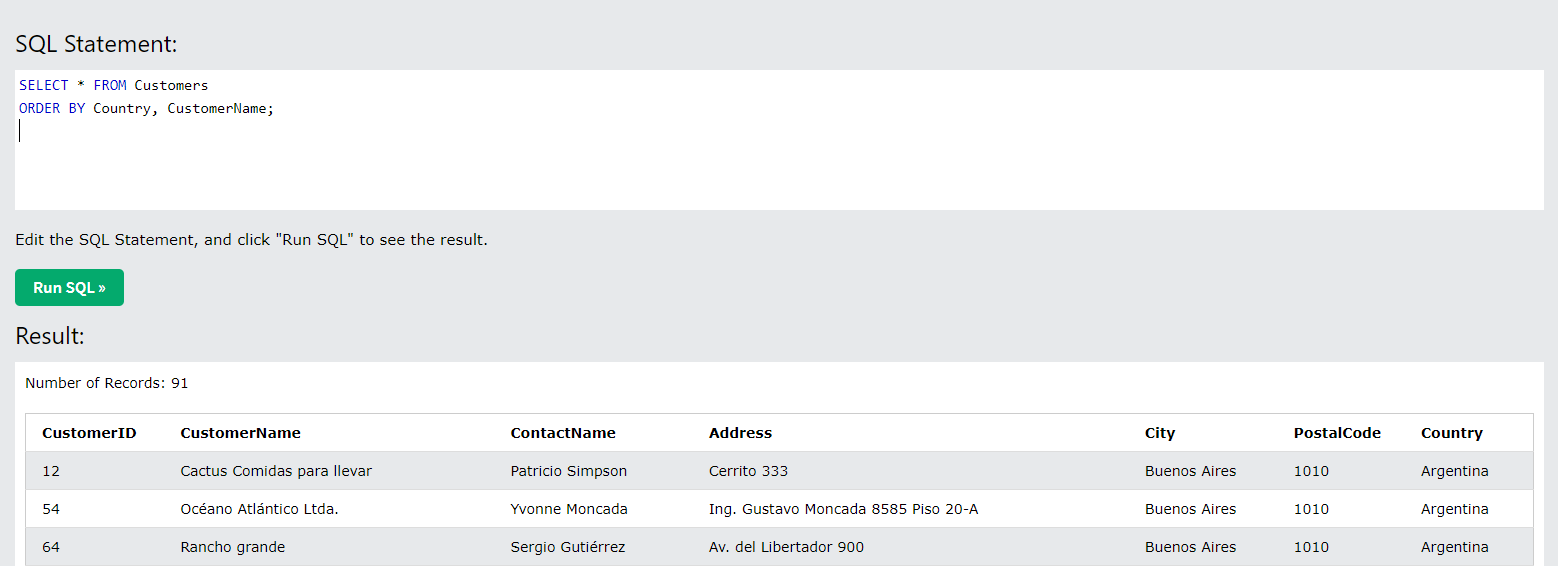 SQL Statement:
SELECT * FROM Customers
ORDER BY Country, CustomerName;
Edit the SQL Statement, and click "Run SQL" to see the result.
Run SQL »
Result:
Number of Records: 91
CustomerID CustomerName ContactName Address City PostalCode Country
12 Cactus Comidas para llevar Patricio Simpson Cerrito 333 Buenos Aires 1010 Argentina
54 Océano Atlántico Ltda. Yvonne Moncada Ing. Gustavo Moncada 8585 Piso 20-A Buenos Aires 1010 Argentina
64 Rancho grande Sergio Gutiérrez Av. del Libertador 900 Buenos Aires 1010 Argentina